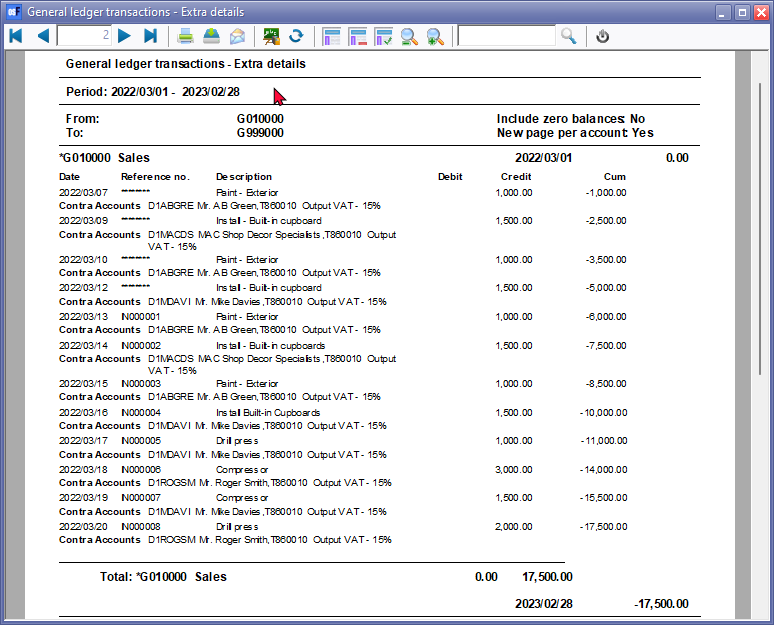 General ledger transactions - Extra details
2
General ledger transactions - Extra details
Period: 2022/03/01 - 2023/02/28
From: G010000 Include zero balances: No
To: G999000 New page per account: Yes
*G010000 Sales 2022/03/01 0.00
Date Reference no. Description Debit Credit Cum
2022/03/07 ******** Paint - Exterior 1,000.00 -1,000.00
Contra Accounts D1ABGRE Mr. AB Green,T860010 Output VAT - 15%
2022/03/09 ******** Install - Built-in cupboard 1,500.00 -2,500.00
Contra Accounts D1MACDS MAC Shop Decor Specialists,T860010 Output
VAT - 15%
2022/03/10 ******** Paint - Exterior 1,000.00 -3,500.00
Contra Accounts D1ABGRE Mr. AB Green,T860010 Output VAT - 15%
2022/03/12 ******** Install - Built-in cupboard 1,500.00 -5,000.00
Contra Accounts D1MDAVI Mr. Mike Davies,T860010 Output VAT - 15%
2022/03/13 IN000001 Paint - Exterior 1,000.00 -6,000.00
Contra Accounts D1ABGRE Mr. AB Green,T860010 Output VAT - 15%
2022/03/14 IN000002 Install - Built-in cupboards 1,500.00 -7,500.00
Contra Accounts D1MACDS MAC Shop Decor Specialists,T860010 Output
VAT - 15%
2022/03/15 IN000003 Paint - Exterior 1,000.00 -8,500.00
Contra Accounts D1ABGRE Mr. AB Green,T860010 Output VAT - 15%
2022/03/16 IN000004 Install Built-in Cupboards 1,500.00 -10,000.00
Contra Accounts D1MDAVI Mr. Mike Davies,T860010 Output VAT - 15%
2022/03/17 IN000005 Drill press 1,000.00 -11,000.00
Contra Accounts D1MDAVI Mr. Mike Davies,T860010 Output VAT - 15%
2022/03/18 IN000006 Compressor 3,000.00 -14,000.00
Contra Accounts D1ROGSM Mr. Roger Smith,T860010 Output VAT - 15%
2022/03/19 IN000007 Compressor 1,500.00 -15,500.00
Contra Accounts D1MDAVI Mr. Mike Davies,T860010 Output VAT - 15%
2022/03/20 IN000008 Drill press 2,000.00 -17,500.00
Contra Accounts D1ROGSM Mr. Roger Smith,T860010 Output VAT - 15%
Total: *G010000 Sales 0.00 17,500.00
2023/02/28 -17,500.00